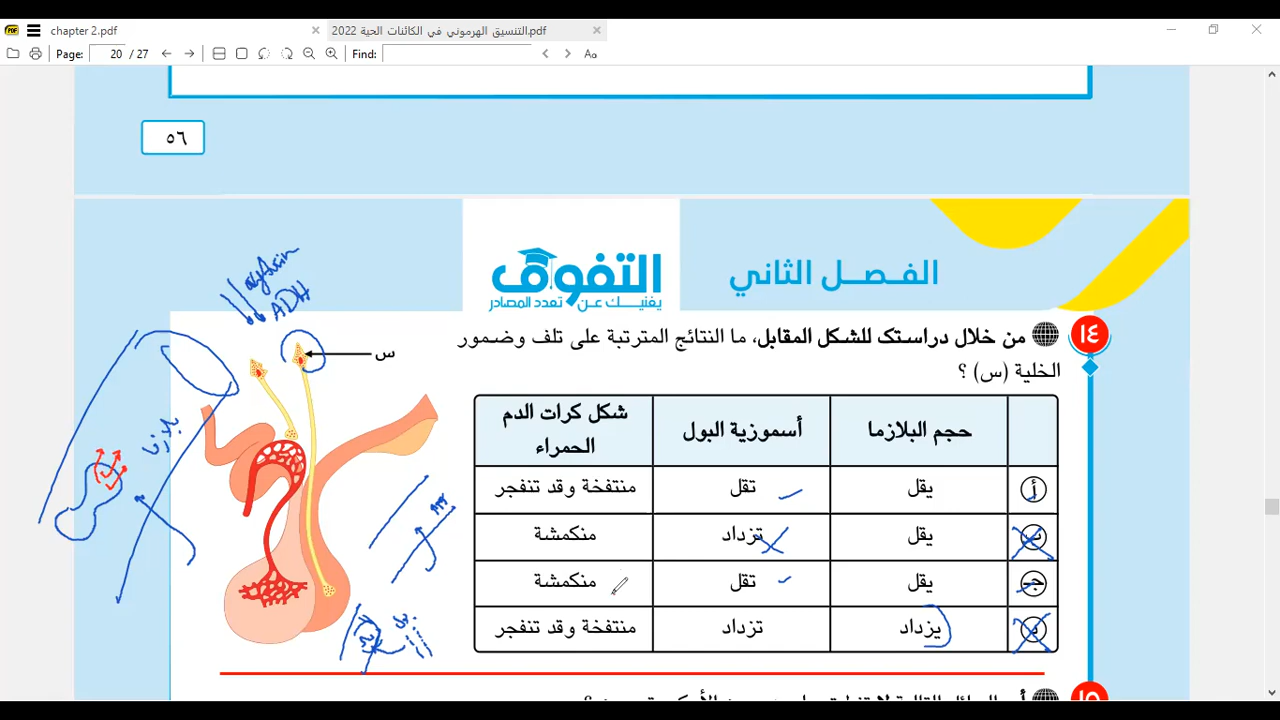 chapter 2.pdf
التنسيق الهرموني في الكائنات الحية 2022.pdf
Page: 20 / 27
Find:
Aa
٥٦
الفصل الثاني
التفوق
يغنيك عن تعدد المصادر
١٤
من خلال دراستك للشكل المقابل، ما النتائج المترتبة على تلف وضمور
الخلية (س) ؟
س
ADH
بلازما
حجم البلازما
أسموزية البول
شكل كرات الدم الحمراء
أ يقل تقل منتفخة وقد تنفجر
ب يقل تزداد منكمشة
جـ يقل تقل منكمشة
د يزداد تزداد منتفخة وقد تنفجر
١٥